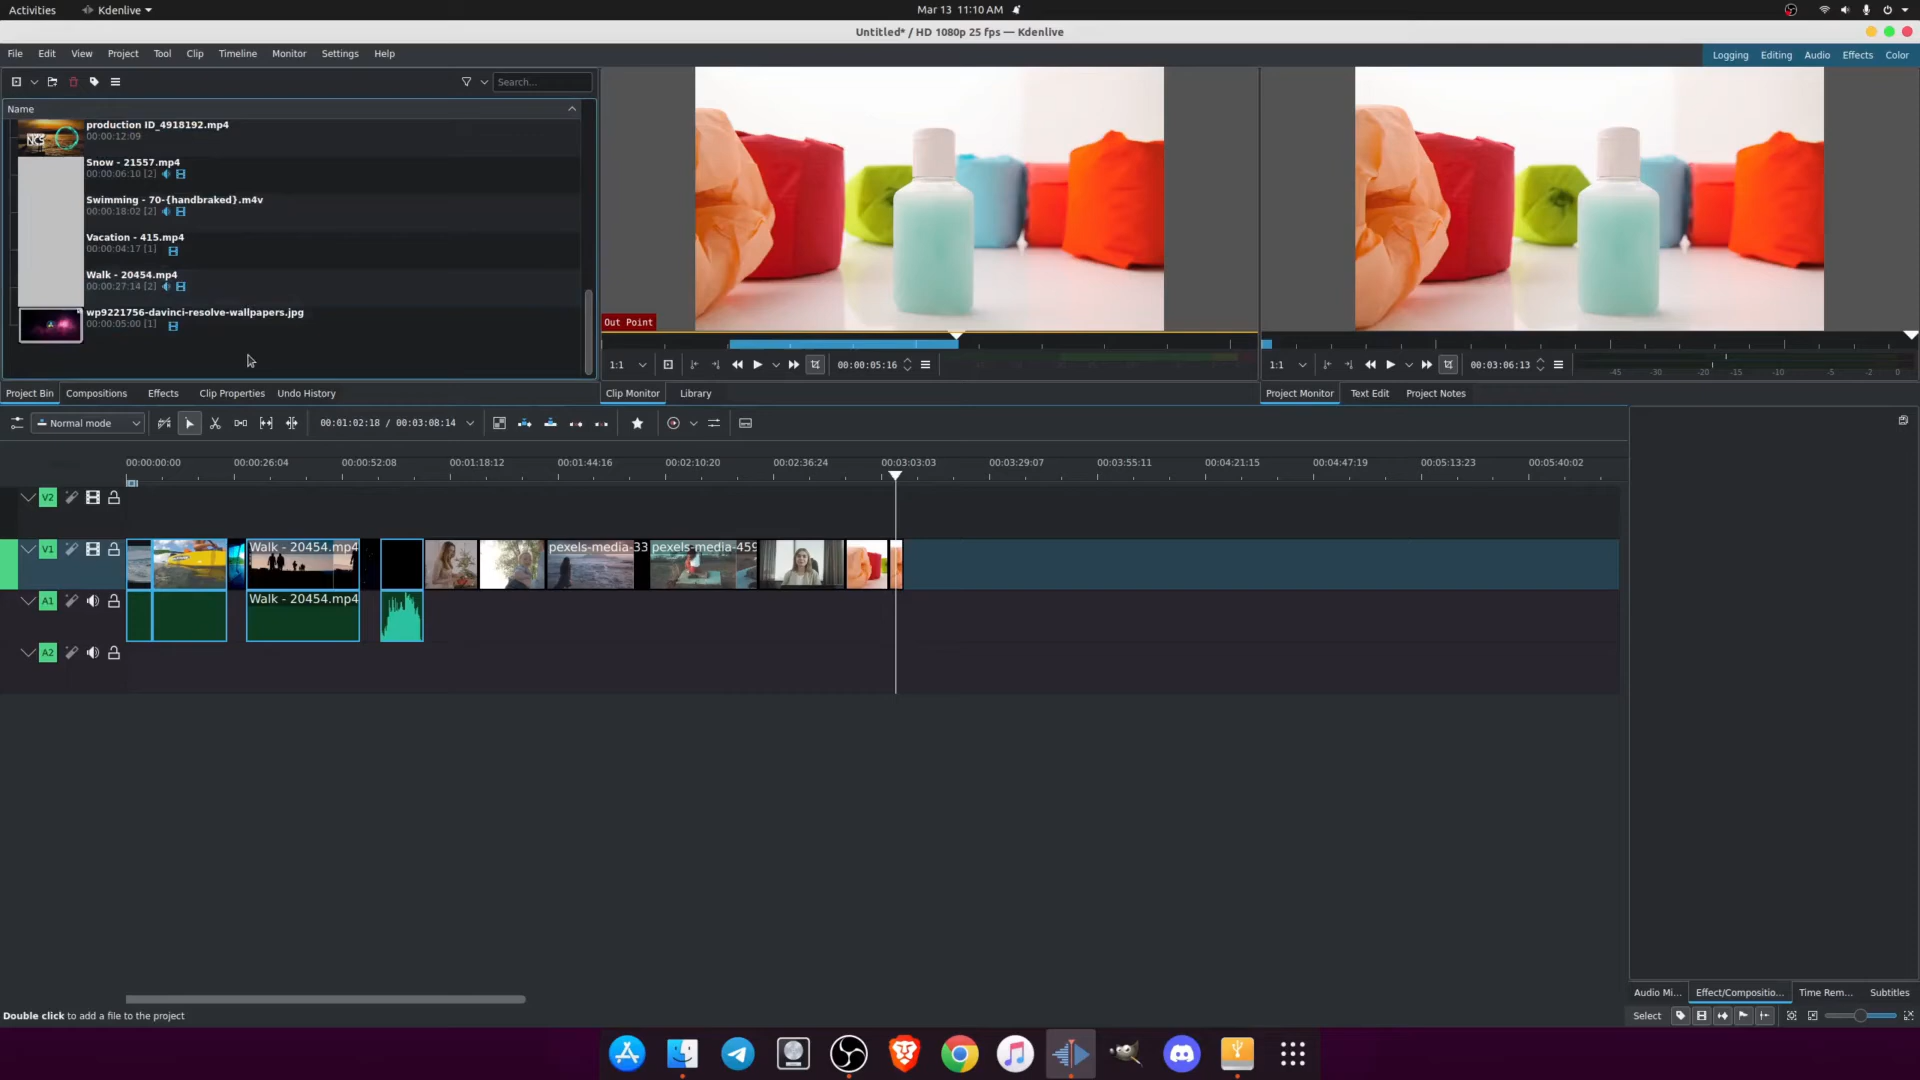 Activities
Kdenlive
Mar 13 11:10 AM
Untitled* / HD 1080p 25 fps — Kdenlive
File Edit View Project Tool Clip Timeline Monitor Settings Help
Logging Editing Audio Effects Color
Search...
Name
production ID_4918192.mp4
00:00:12:09
NCS
Snow - 21557.mp4
00:00:06:10 [2]
Swimming - 70-{handbraked}.m4v
00:00:18:02 [2]
Vacation - 415.mp4
00:00:04:17 [1]
Walk - 20454.mp4
00:00:27:14 [2]
wp9221756-davinci-resolve-wallpapers.jpg
00:00:05:00 [1]
Out Point
1:1
00:00:05:16
1:1
00:03:06:13
-45 -30 -20 -15 -10 -5 -2 0
Project Bin Compositions Effects Clip Properties Undo History
Clip Monitor Library
Project Monitor Text Edit Project Notes
Normal mode
00:01:02:18 / 00:03:08:14
00:00:00:00 00:00:26:04 00:00:52:08 00:01:18:12 00:01:44:16 00:02:10:20 00:02:36:24 00:03:03:03 00:03:29:07 00:03:55:11 00:04:21:15 00:04:47:19 00:05:13:23 00:05:40:02
V2
V1
Walk - 20454.mp4
pexels-media-33
pexels-media-459
A1
Walk - 20454.mp4
A2
Audio Mi... Effect/Compositio... Time Rem... Subtitles
Double click to add a file to the project
Select